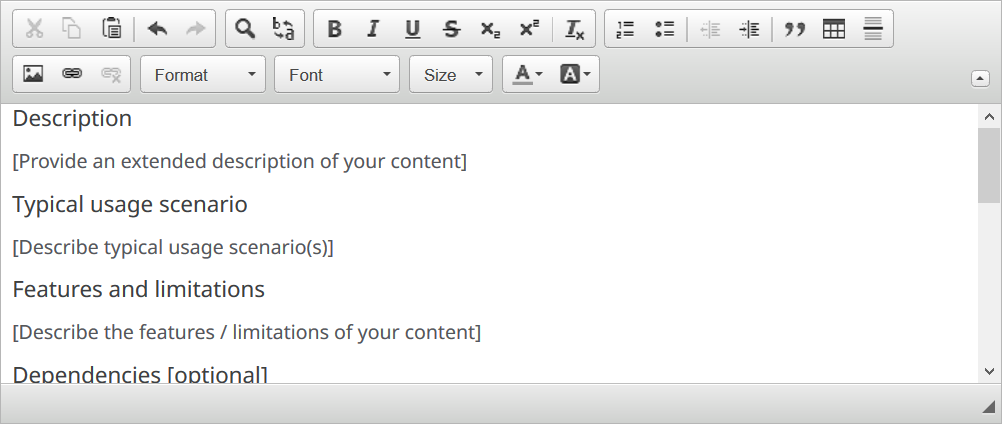 Format Font Size
Description
[Provide an extended description of your content]
Typical usage scenario
[Describe typical usage scenario(s)]
Features and limitations
[Describe the features / limitations of your content]
Dependencies [optional]